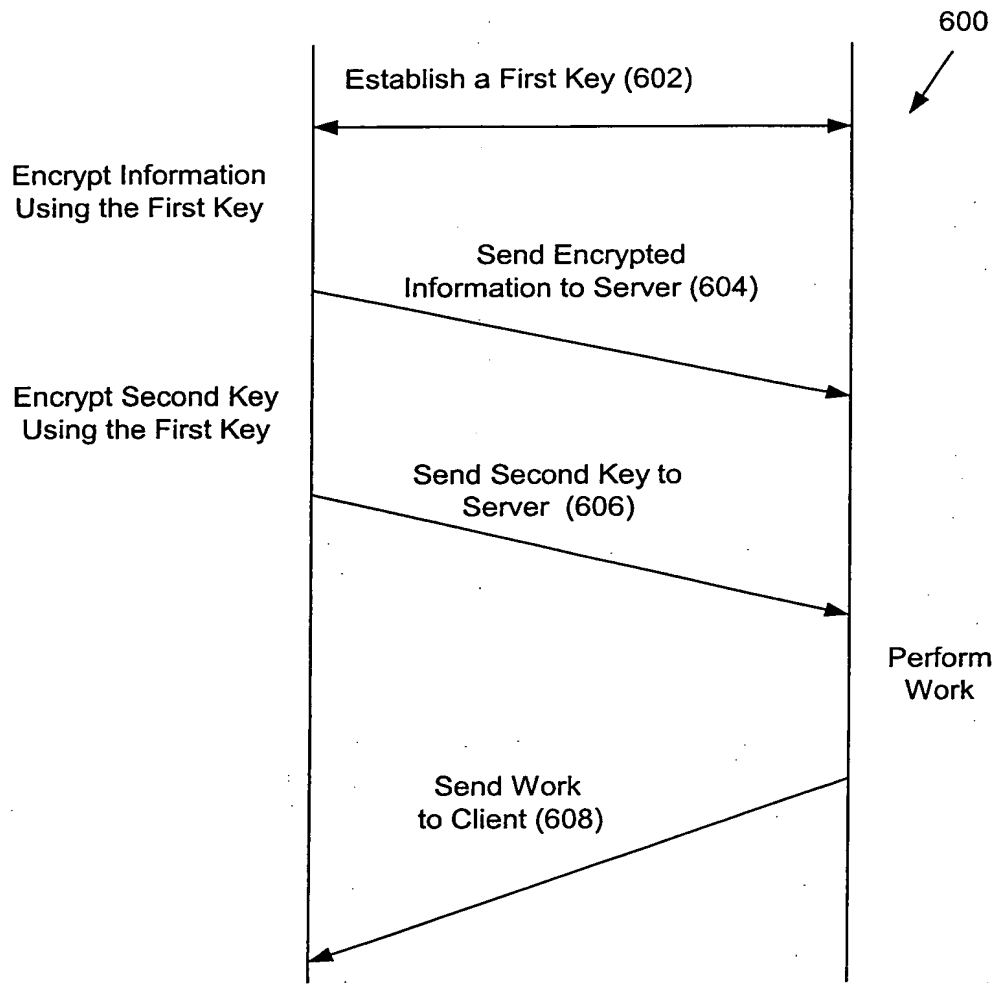 600
Establish a First Key (602)
Encrypt Information
Using the First Key
Send Encrypted
Information to Server (604)
Encrypt Second Key
Using the First Key
Send Second Key to
Server (606)
Perform
Work
Send Work
to Client (608)